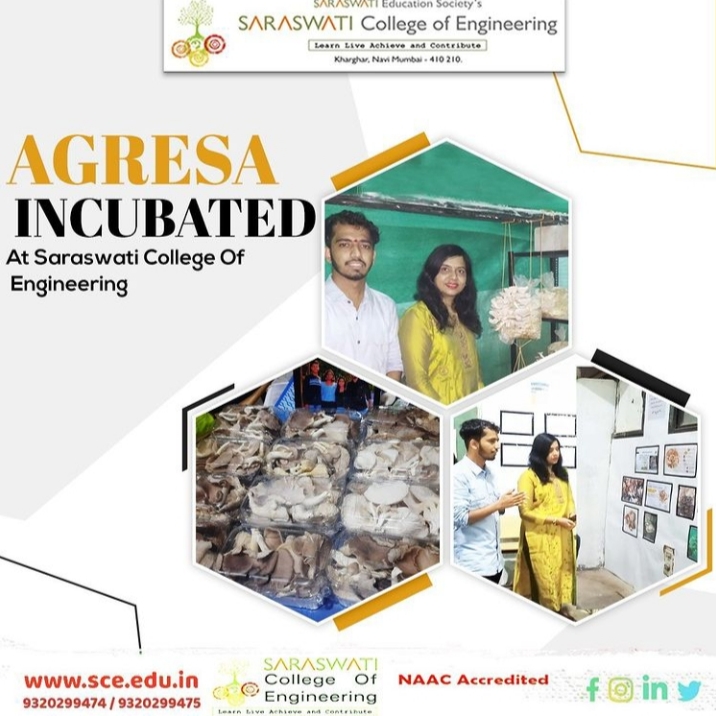 SARASWATI Education Society's
SARASWATI College of Engineering
Learn Live Achieve and Contribute
Kharghar, Navi Mumbai - 410 210.
AGRESA
INCUBATED
At Saraswati College Of
Engineering
www.sce.edu.in
9320299474 / 9320299475
SARASWATI
College Of
Engineering
Learn Live Achieve and Contribute
NAAC Accredited